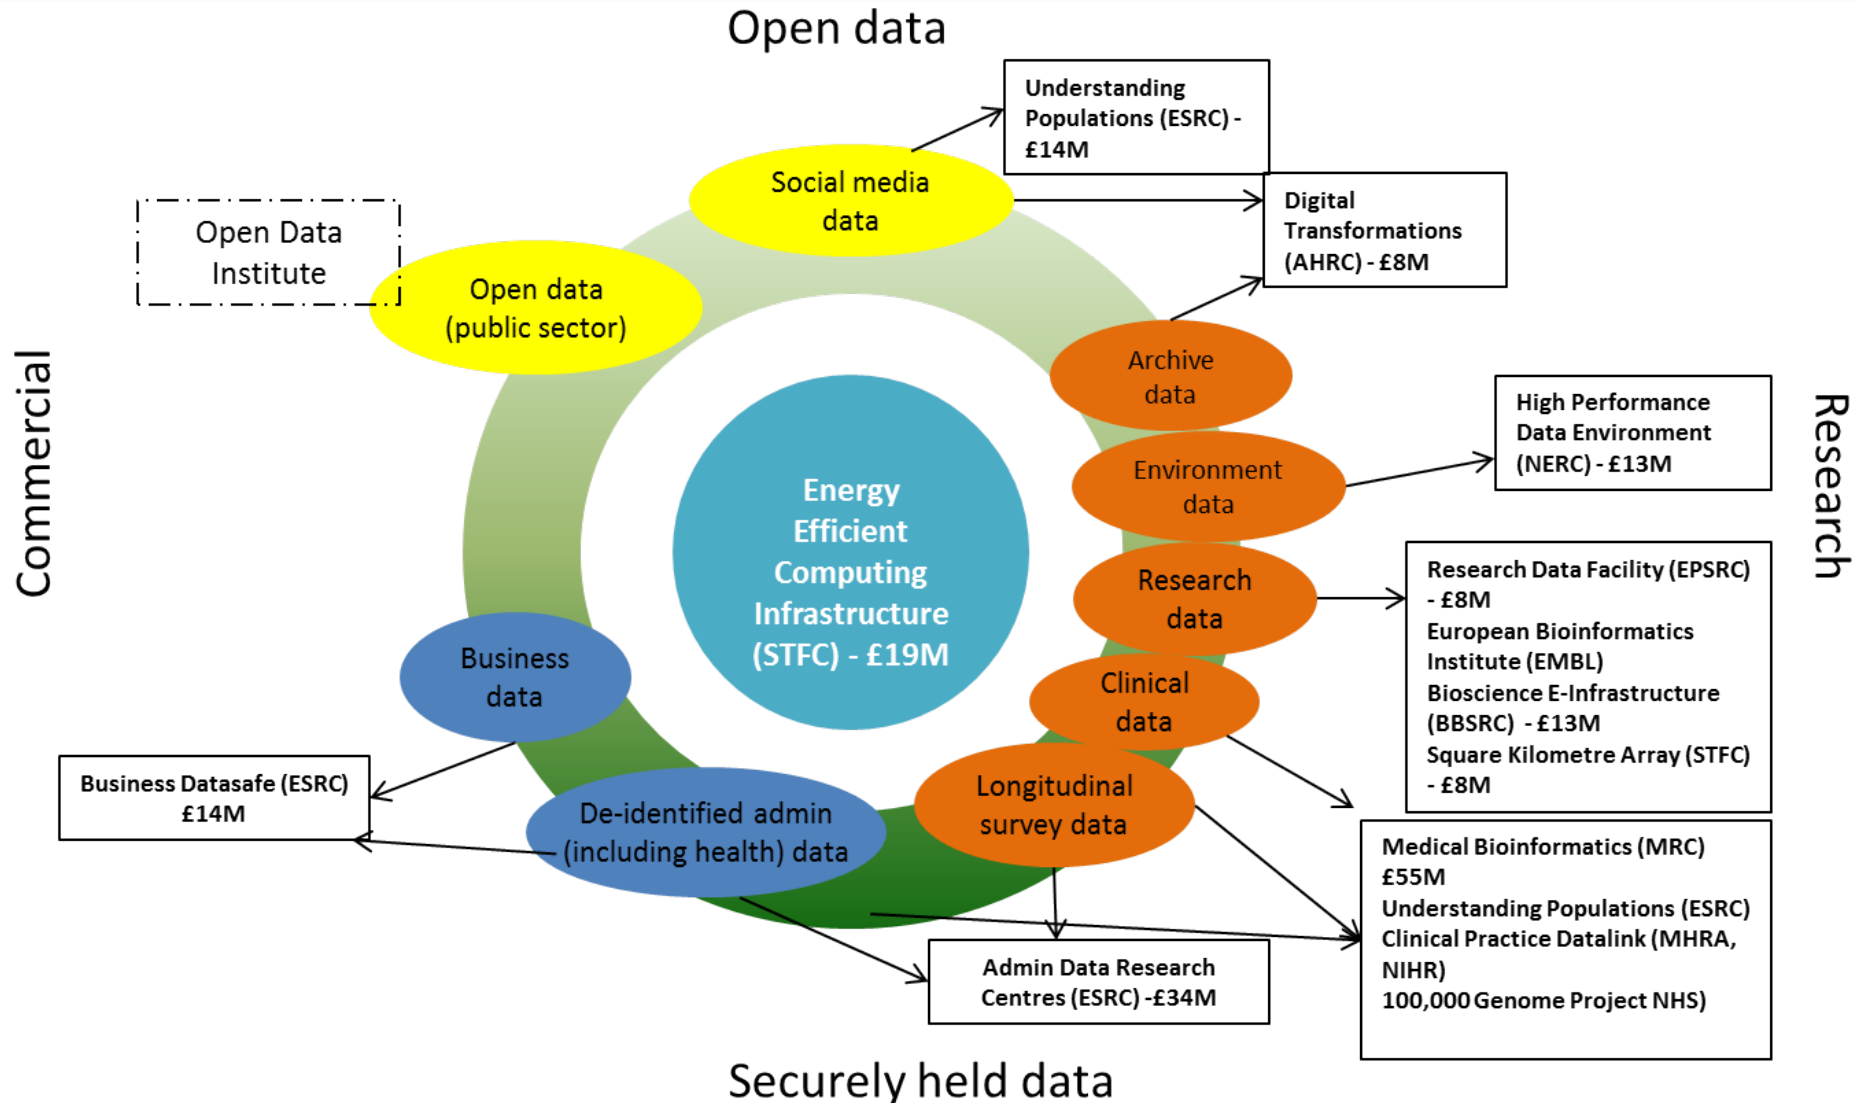 Open data
Understanding
Populations (ESRC) -
£14M
Social media
data
Digital
Transformations
(AHRC) - £8M
Open Data
Institute
Open data
(public sector)
Archive
data
Commercial
Research
High Performance
Data Environment
(NERC) - £13M
Environment
data
Energy
Efficient
Computing
Infrastructure
(STFC) - £19M
Research
data
Research Data Facility (EPSRC)
- £8M
European Bioinformatics
Institute (EMBL)
Bioscience E-Infrastructure
(BBSRC) - £13M
Square Kilometre Array (STFC)
- £8M
Business
data
Clinical
data
Business Datasafe (ESRC)
£14M
De-identified admin
(including health) data
Longitudinal
survey data
Medical Bioinformatics (MRC)
£55M
Understanding Populations (ESRC)
Clinical Practice Datalink (MHRA,
NIHR)
100,000 Genome Project NHS)
Admin Data Research
Centres (ESRC) -£34M
Securely held data